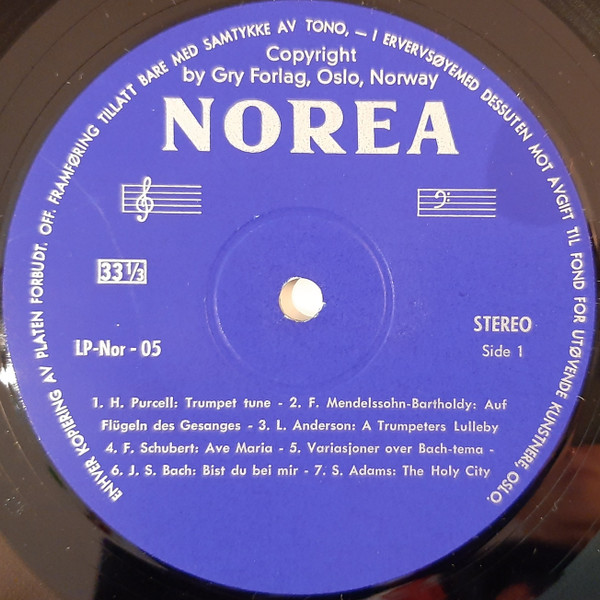 ENHVER KOPIERING AV PLATEN FORBUDT. OFF. FRAMFØRING TILLATT BARE MED SAMTYKKE AV TONO, – I ERVERVSØYEMED DESSUTEN MOT AVGIFT TIL FOND FOR UTØVENDE KUNSTNERE, OSLO.
Copyright
by Gry Forlag, Oslo, Norway
NOREA
33⅓
STEREO
LP-Nor - 05
Side 1
1. H. Purcell: Trumpet tune - 2. F. Mendelssohn-Bartholdy: Auf
Flügeln des Gesanges - 3. L. Anderson: A Trumpeters Lulleby
4. F. Schubert: Ave Maria - 5. Variasjoner over Bach-tema -
6. J. S. Bach: Bist du bei mir - 7. S. Adams: The Holy City